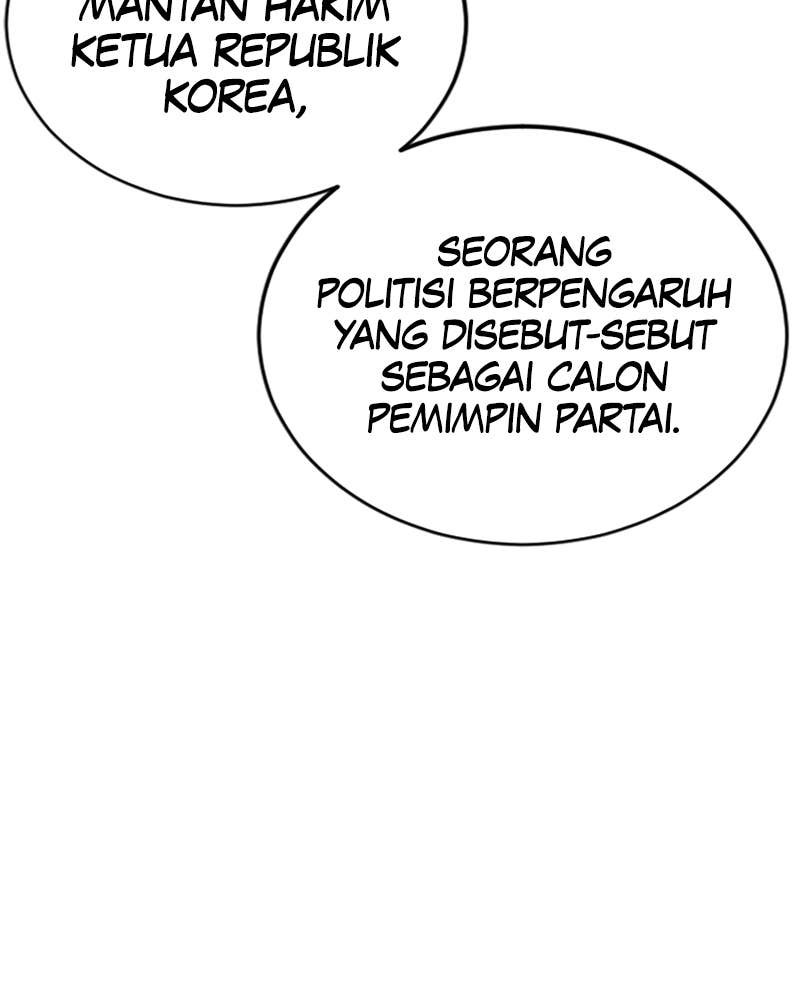 MANTAN HAKIM
KETUA REPUBLIK
KOREA,
SEORANG
POLITISI BERPENGARUH
YANG DISEBUT-SEBUT
SEBAGAI CALON
PEMIMPIN PARTAI.